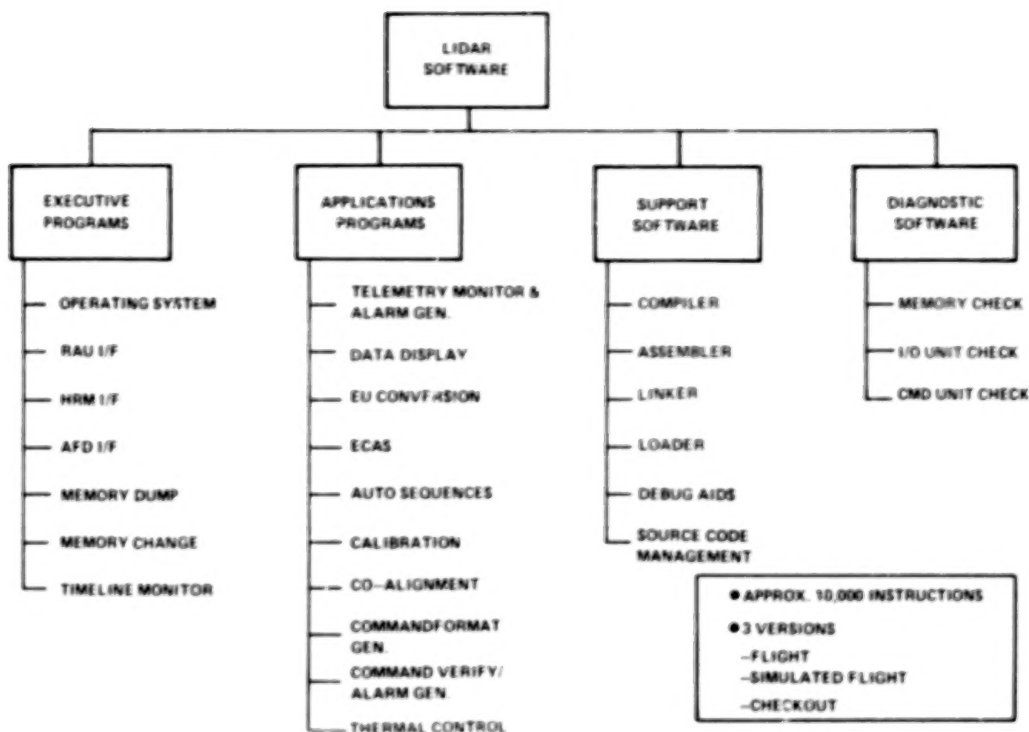 LIDAR
SOFTWARE
EXECUTIVE
PROGRAMS
OPERATING SYSTEM
RAU I/F
HRM I/F
AFD I/F
MEMORY DUMP
MEMORY CHANGE
TIMELINE MONITOR
APPLICATIONS
PROGRAMS
TELEMETRY MONITOR &
ALARM GEN.
DATA DISPLAY
EU CONVERSION
ECAS
AUTO SEQUENCES
CALIBRATION
CO-ALIGNMENT
COMMANDFORMAT
GEN.
COMMAND VERIFY/
ALARM GEN.
THERMAL CONTROL
SUPPORT
SOFTWARE
COMPILER
ASSEMBLER
LINKER
LOADER
DEBUG AIDS
SOURCE CODE
MANAGEMENT
DIAGNOSTIC
SOFTWARE
MEMORY CHECK
I/O UNIT CHECK
CMD UNIT CHECK
● APPROX. 10,000 INSTRUCTIONS
● 3 VERSIONS
–FLIGHT
–SIMULATED FLIGHT
–CHECKOUT